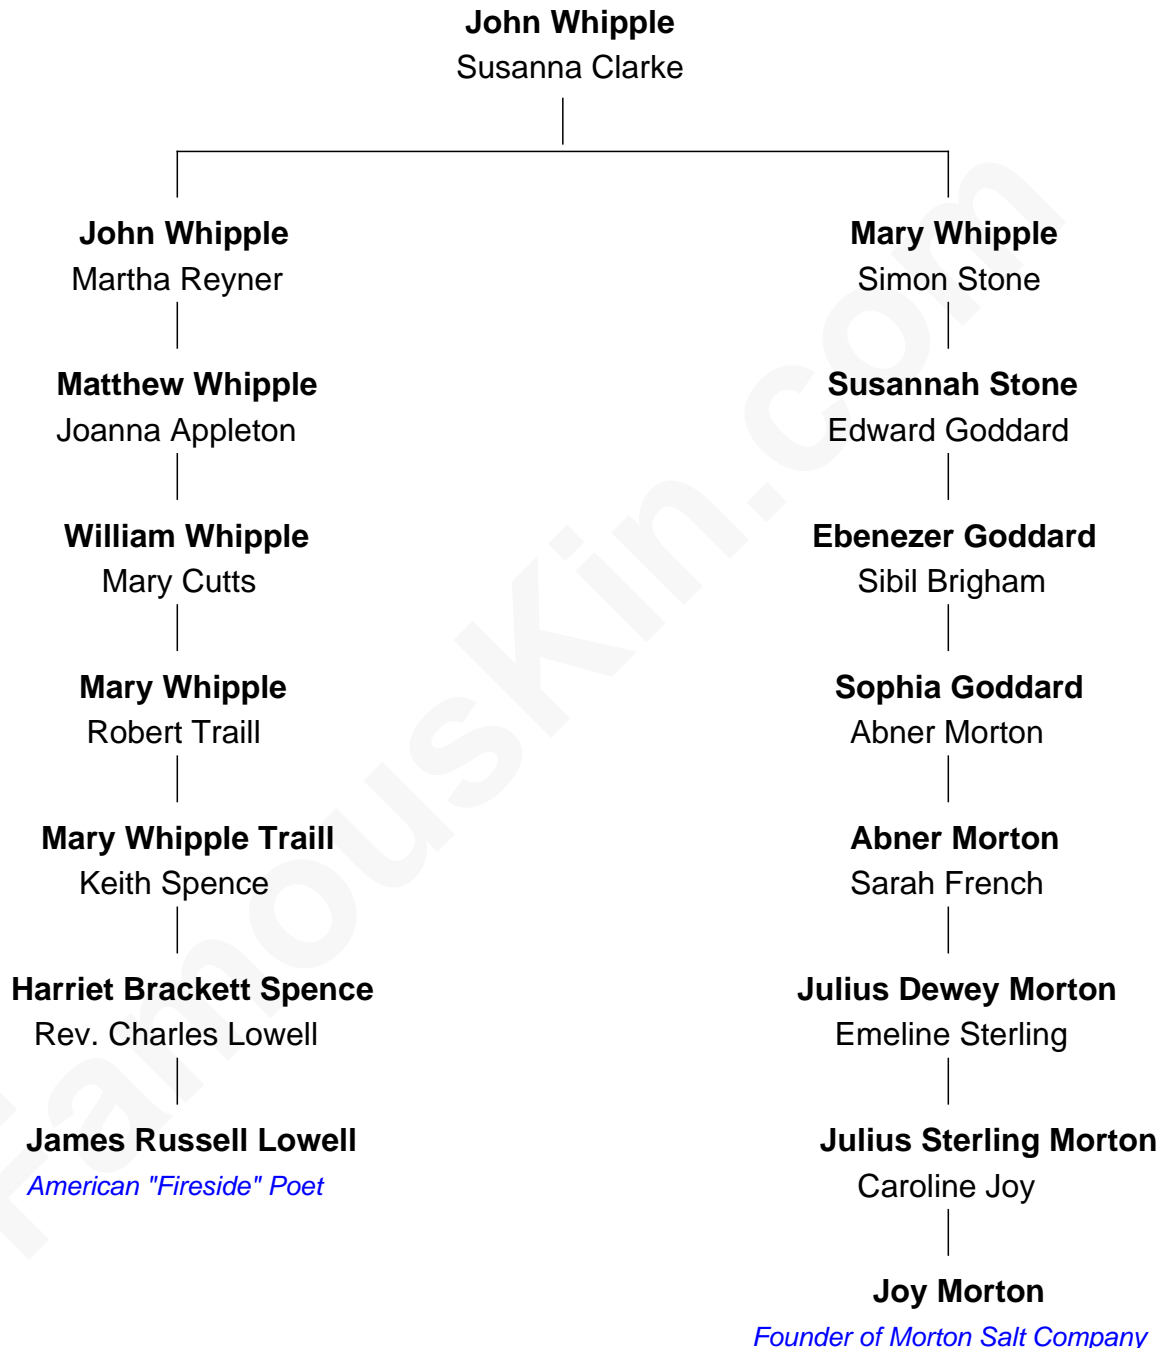 John Whipple
Susanna Clarke
John Whipple
Martha Reyner
Matthew Whipple
Joanna Appleton
William Whipple
Mary Cutts
Mary Whipple
Robert Traill
Mary Whipple Traill
Keith Spence
Harriet Brackett Spence
Rev. Charles Lowell
James Russell Lowell
American "Fireside" Poet
Mary Whipple
Simon Stone
Susannah Stone
Edward Goddard
Ebenezer Goddard
Sibil Brigham
Sophia Goddard
Abner Morton
Abner Morton
Sarah French
Julius Dewey Morton
Emeline Sterling
Julius Sterling Morton
Caroline Joy
Joy Morton
Founder of Morton Salt Company
FamousKin.com